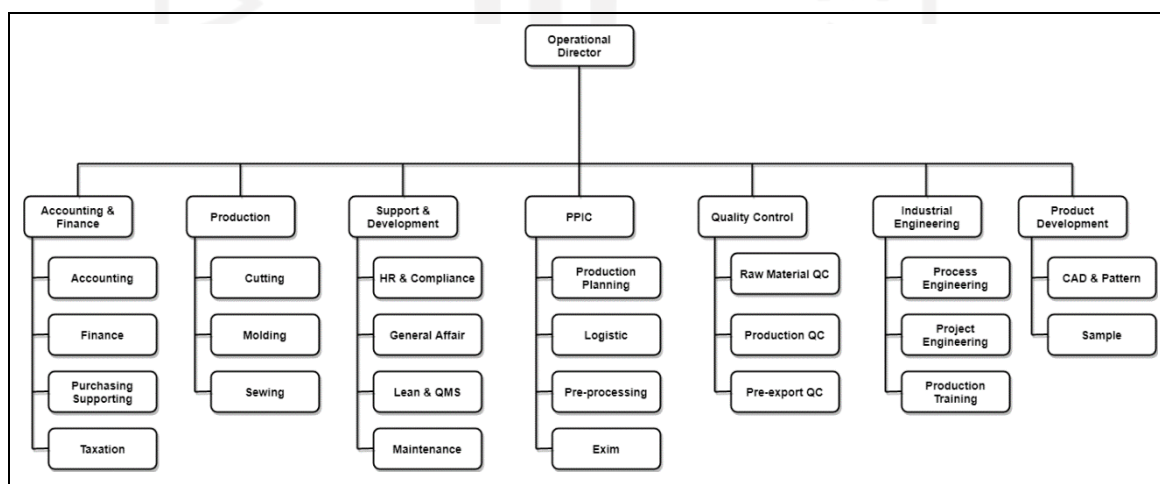 Operational
Director
Accounting &
Finance
Production
Support &
Development
PPIC
Quality Control
Industrial
Engineering
Product
Development
Accounting
Finance
Purchasing
Supporting
Taxation
Cutting
Molding
Sewing
HR & Compliance
General Affair
Lean & QMS
Maintenance
Production
Planning
Logistic
Pre-processing
Exim
Raw Material QC
Production QC
Pre-export QC
Process
Engineering
Project
Engineering
Production
Training
CAD & Pattern
Sample